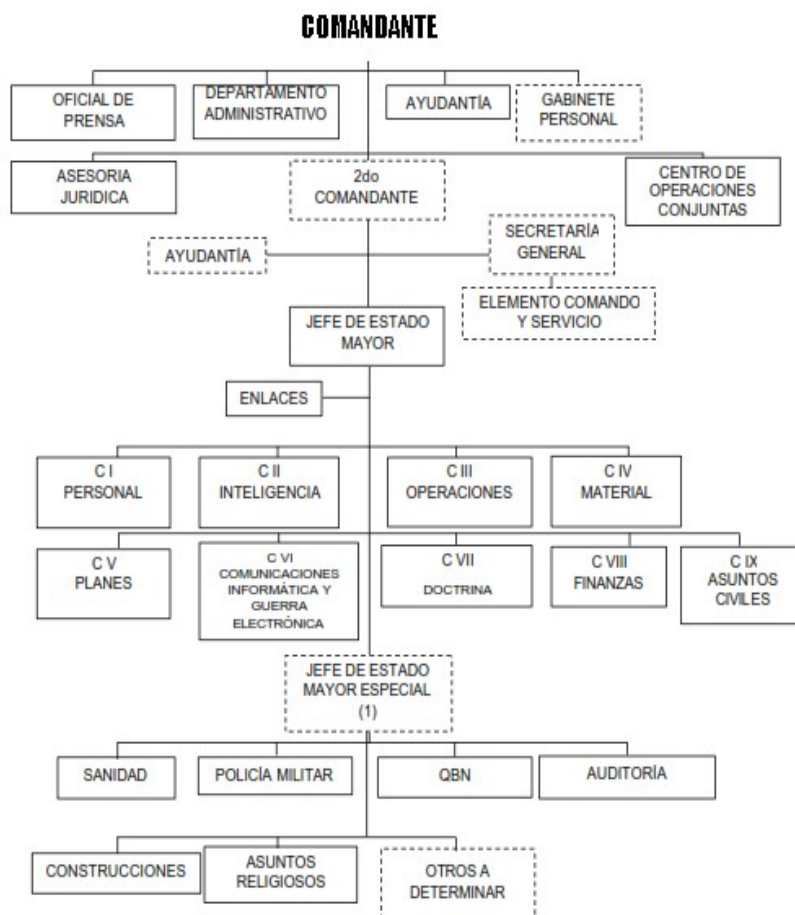 COMANDANTE
OFICIAL DE
PRENSA
DEPARTAMENTO
ADMINISTRATIVO
AYUDANTÍA
GABINETE
PERSONAL
ASESORIA
JURIDICA
2do
COMANDANTE
CENTRO DE
OPERACIONES
CONJUNTAS
AYUDANTÍA
SECRETARÍA
GENERAL
ELEMENTO COMANDO
Y SERVICIO
JEFE DE ESTADO
MAYOR
ENLACES
C I
PERSONAL
C II
INTELIGENCIA
C III
OPERACIONES
C IV
MATERIAL
C V
PLANES
C VI
COMUNICACIONES
INFORMÁTICA Y
GUERRA
ELECTRÓNICA
C VII
DOCTRINA
C VIII
FINANZAS
C IX
ASUNTOS
CIVILES
JEFE DE ESTADO
MAYOR ESPECIAL
(1)
SANIDAD
POLICÍA MILITAR
QBN
AUDITORÍA
CONSTRUCCIONES
ASUNTOS
RELIGIOSOS
OTROS A
DETERMINAR